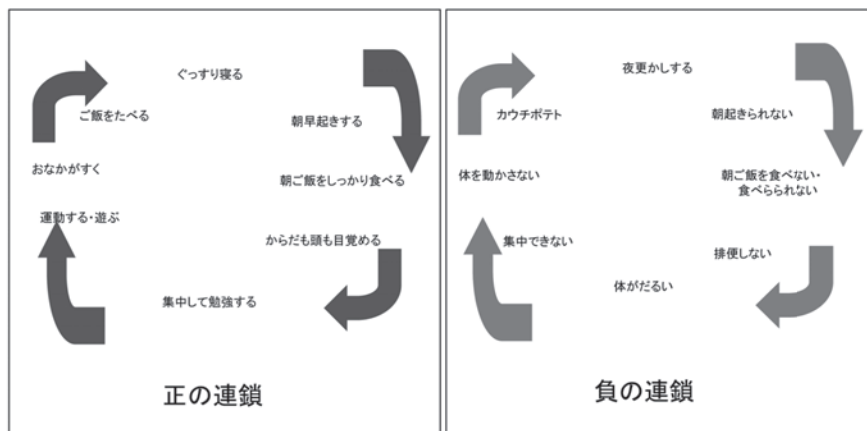 ぐっすり寝る
朝早起きする
朝ご飯をしっかり食べる
からだも頭も目覚める
集中して勉強する
運動する・遊ぶ
おなかがすく
ご飯をたべる
正の連鎖
夜更かしする
朝起きられない
朝ご飯を食べない・
食べらられない
排便しない
体がだるい
集中できない
体を動かさない
カウチポテト
負の連鎖